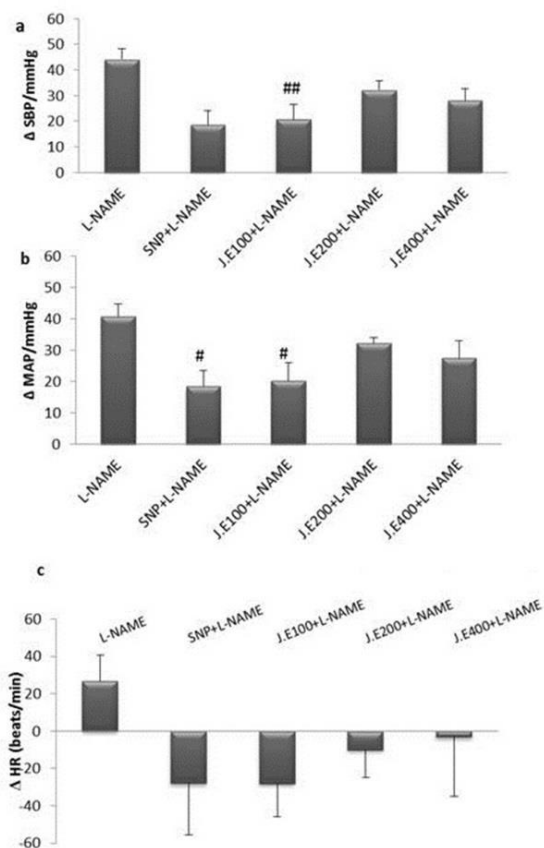 a
Δ SBP/mmHg
60
50
40
30
20
10
0
##
L-NAME
SNP+L-NAME
J.E100+L-NAME
J.E200+L-NAME
J.E400+L-NAME
b
Δ MAP/mmHg
60
50
40
30
20
10
0
#
#
L-NAME
SNP+L-NAME
J.E100+L-NAME
J.E200+L-NAME
J.E400+L-NAME
c
Δ HR (beats/min)
60
40
20
0
-20
-40
-60
L-NAME
SNP+L-NAME
J.E100+L-NAME
J.E200+L-NAME
J.E400+L-NAME